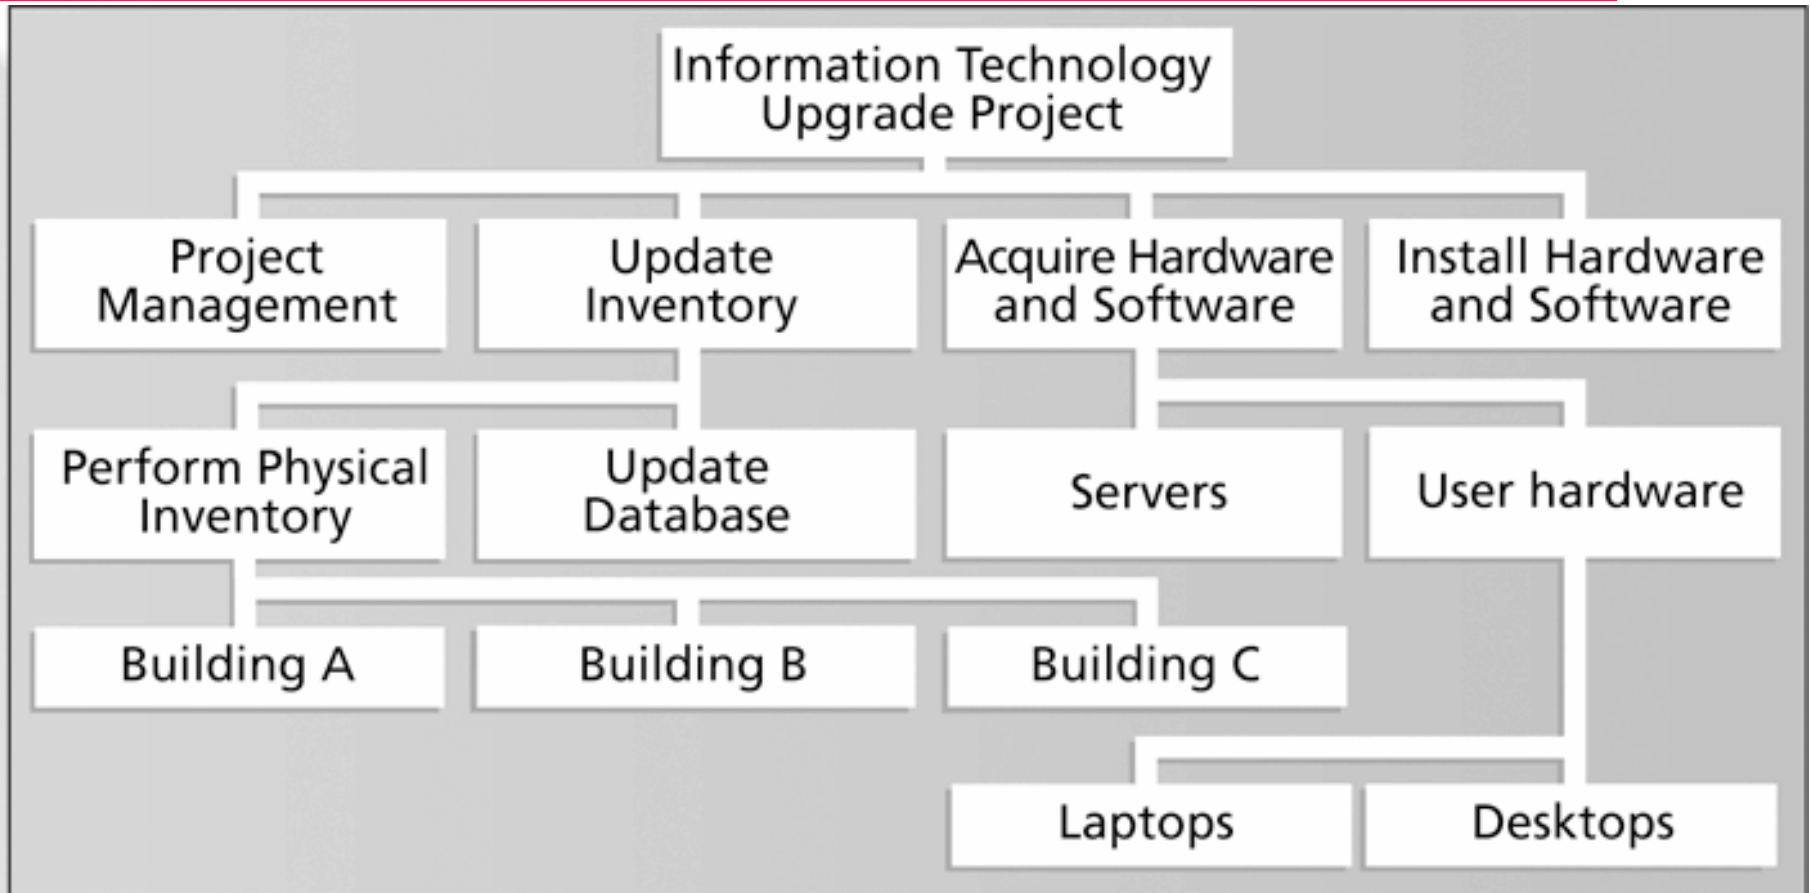 Information Technology
Upgrade Project
Project
Management
Update
Inventory
Acquire Hardware
and Software
Install Hardware
and Software
Perform Physical
Inventory
Update
Database
Servers
User hardware
Building A
Building B
Building C
Laptops
Desktops